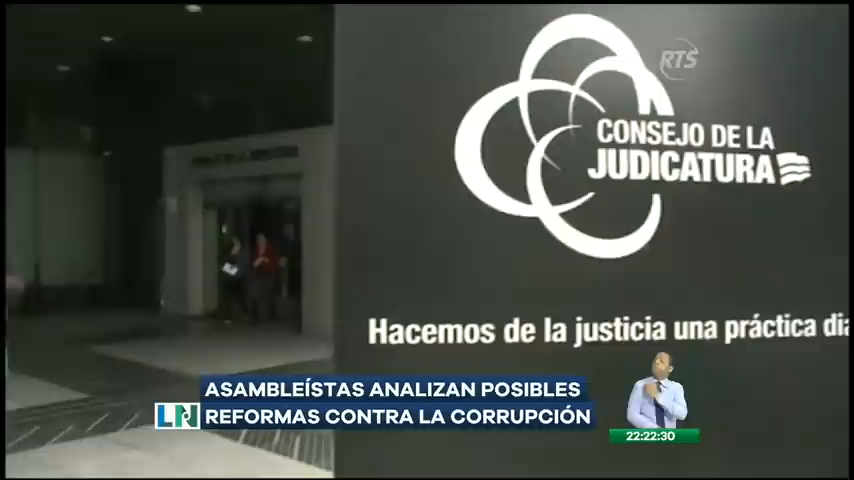 RTS
CONSEJO DE LA
JUDICATURA
Hacemos de la justicia una práctica
ASAMBLEÍSTAS ANALIZAN POSIBLES
LN
REFORMAS CONTRA LA CORRUPCIÓN
22:22:30